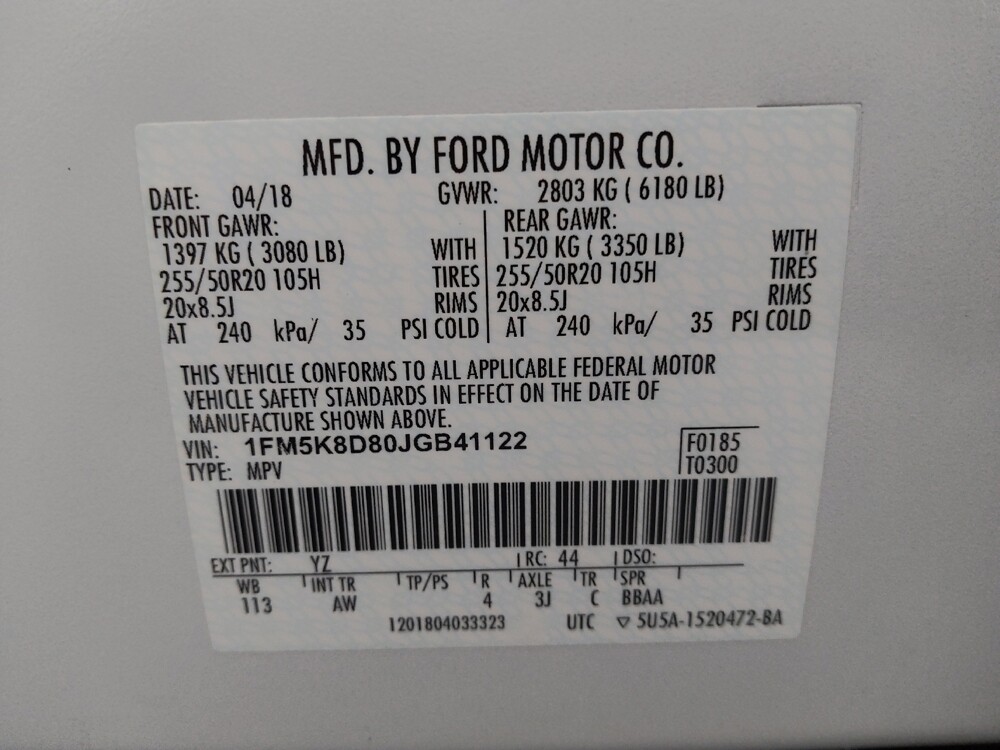 MFD. BY FORD MOTOR CO.
DATE: 04/18 GVWR: 2803 KG ( 6180 LB)
FRONT GAWR: REAR GAWR:
1397 KG ( 3080 LB) WITH 1520 KG ( 3350 LB) WITH
255/50R20 105H TIRES 255/50R20 105H TIRES
20x8.5J RIMS 20x8.5J RIMS
AT 240 kPa/ 35 PSI COLD AT 240 kPa/ 35 PSI COLD
THIS VEHICLE CONFORMS TO ALL APPLICABLE FEDERAL MOTOR
VEHICLE SAFETY STANDARDS IN EFFECT ON THE DATE OF
MANUFACTURE SHOWN ABOVE.
VIN: 1FM5K8D80JGB41122 F0185
TYPE: MPV T0300
EXT PNT: YZ RC: 44 DSO:
WB INT TR TP/PS R AXLE TR SPR
113 AW 4 3J C BBAA
1201804033323 UTC ▽ 5U5A-1520472-BA